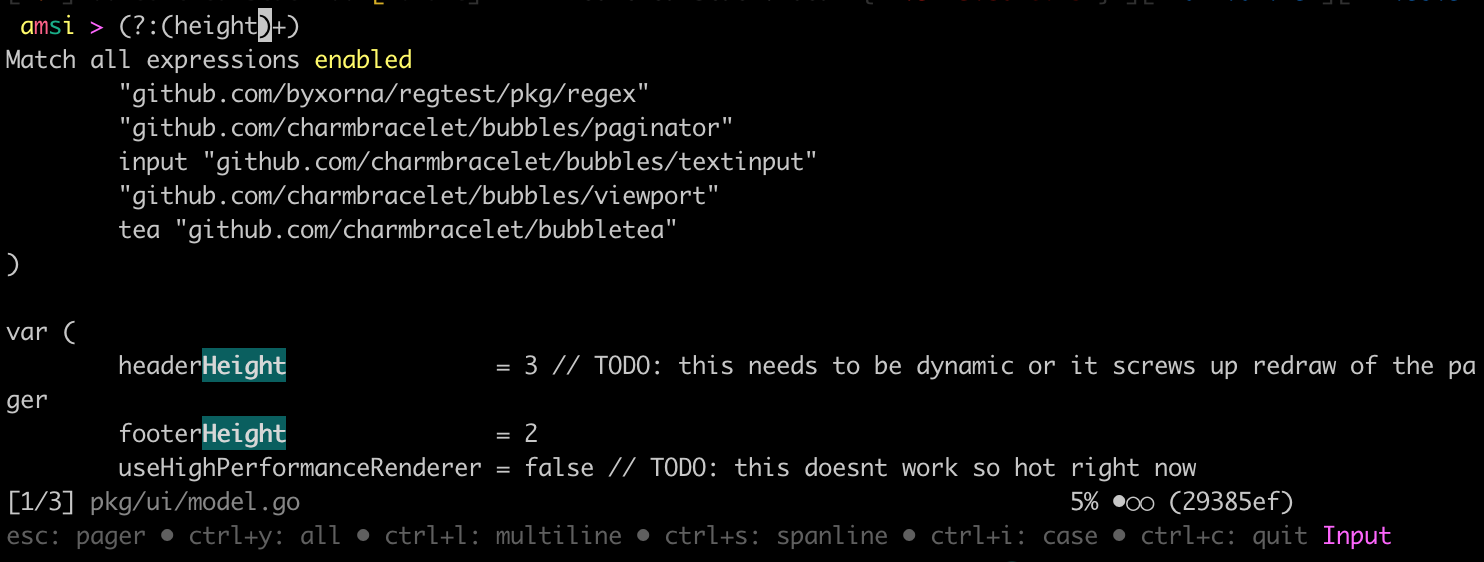 amsi > (?:(height)+)
Match all expressions enabled
"github.com/byxorna/regtest/pkg/regex"
"github.com/charmbracelet/bubbles/paginator"
input "github.com/charmbracelet/bubbles/textinput"
"github.com/charmbracelet/bubbles/viewport"
tea "github.com/charmbracelet/bubbletea"
)
var (
headerHeight = 3 // TODO: this needs to be dynamic or it screws up redraw of the pa
ger
footerHeight = 2
useHighPerformanceRenderer = false // TODO: this doesnt work so hot right now
[1/3] pkg/ui/model.go 5% ●○○ (29385ef)
esc: pager • ctrl+y: all • ctrl+l: multiline • ctrl+s: spanline • ctrl+i: case • ctrl+c: quit Input